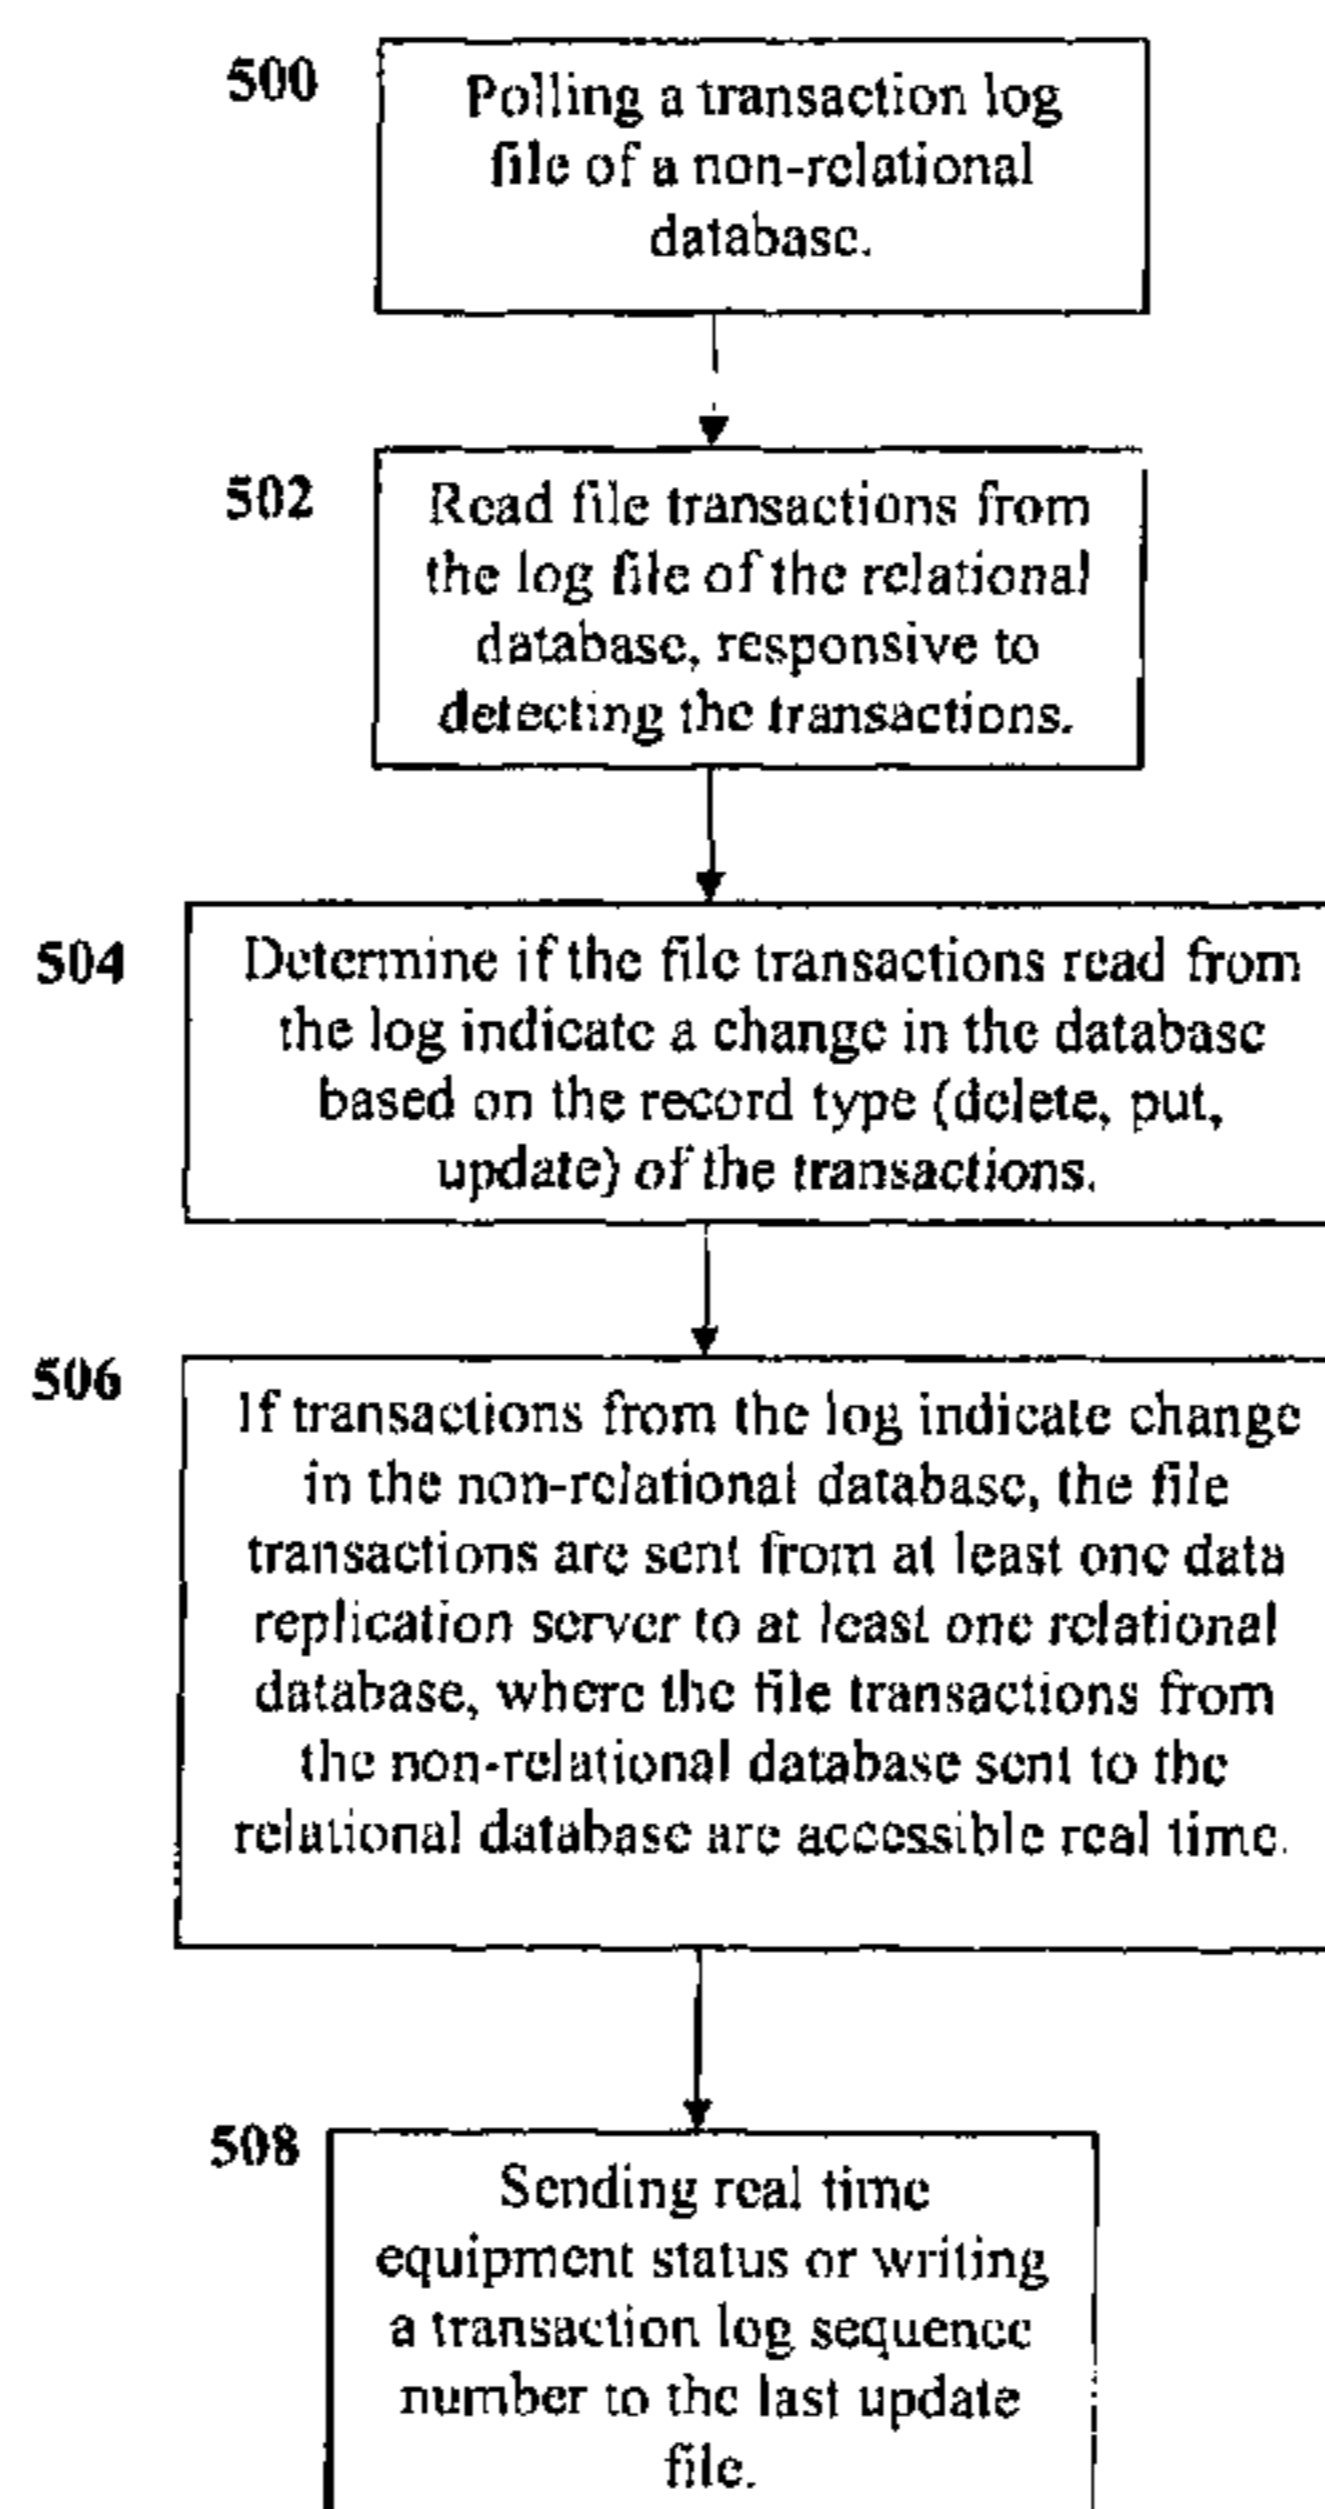 500
Polling a transaction log
file of a non-relational
database.
502
Read file transactions from
the log file of the relational
database, responsive to
detecting the transactions.
504
Determine if the file transactions read from
the log indicate a change in the database
based on the record type (delete, put,
update) of the transactions.
506
If transactions from the log indicate change
in the non-relational database, the file
transactions are sent from at least one data
replication server to at least one relational
database, where the file transactions from
the non-relational database sent to the
relational database are accessible real time.
508
Sending real time
equipment status or writing
a transaction log sequence
number to the last update
file.